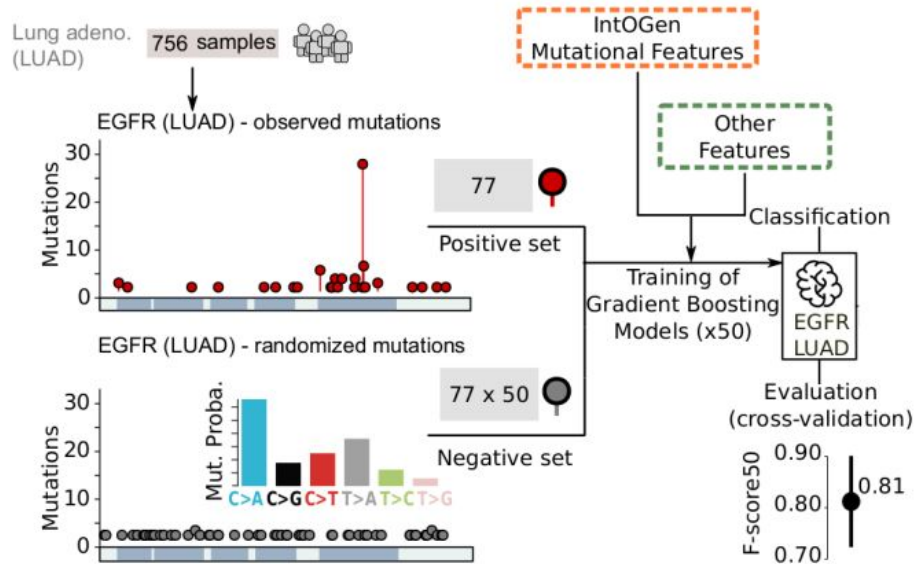 Lung adeno.
(LUAD)
756 samples
IntOGen
Mutational Features
Other
Features
EGFR (LUAD) - observed mutations
Mutations
30
20
10
0
77
Positive set
Classification
Training of
Gradient Boosting
Models (x50)
EGFR
LUAD
EGFR (LUAD) - randomized mutations
Mutations
30
20
10
0
Mut. Proba.
C>A C>G C>T T>A T>C T>G
77 x 50
Negative set
Evaluation
(cross-validation)
F-score50
0.90
0.80
0.70
0.81